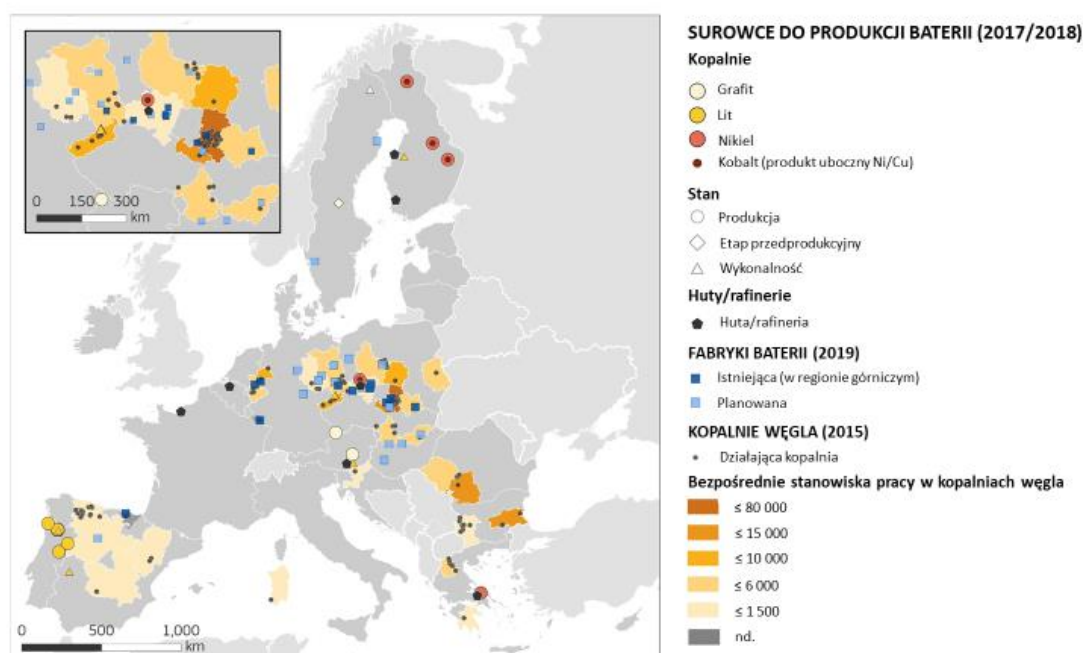 0 150 300
km
0 500 1,000
km
SUROWCE DO PRODUKCJI BATERII (2017/2018)
Kopalnie
Grafit
Lit
Nikiel
Kobalt (produkt uboczny Ni/Cu)
Stan
Produkcja
Etap przedprodukcyjny
Wykonalność
Huty/rafinerie
Huta/rafineria
FABRYKI BATERII (2019)
Istniejąca (w regionie górniczym)
Planowana
KOPALNIE WĘGLA (2015)
Działająca kopalnia
Bezpośrednie stanowiska pracy w kopalniach węgla
≤ 80 000
≤ 15 000
≤ 10 000
≤ 6 000
≤ 1 500
nd.